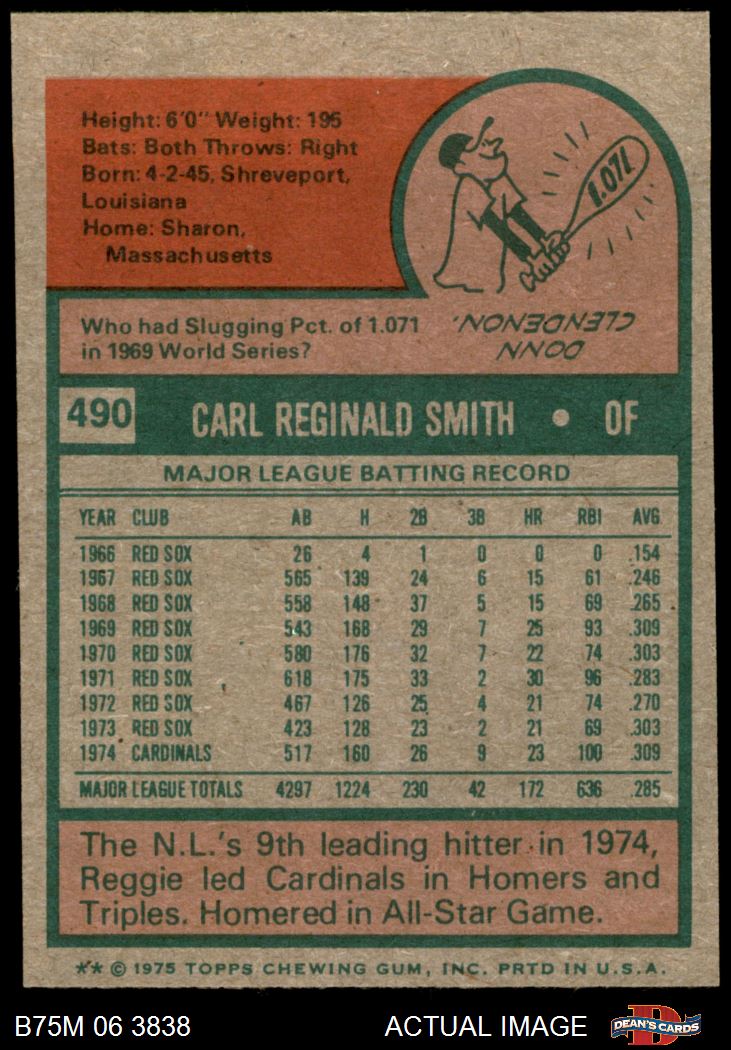 Height: 6'0" Weight: 195
Bats: Both Throws: Right
Born: 4-2-45, Shreveport,
Louisiana
Home: Sharon,
Massachusetts
1.071
Who had Slugging Pct. of 1.071
in 1969 World Series?
DONN
CLENDENON.
490 CARL REGINALD SMITH • OF
MAJOR LEAGUE BATTING RECORD
YEAR CLUB AB H 2B 3B HR RBI AVG.
1966 RED SOX 26 4 1 0 0 0 .154
1967 RED SOX 565 139 24 6 15 61 .246
1968 RED SOX 558 148 37 5 15 69 .265
1969 RED SOX 543 168 29 7 25 93 .309
1970 RED SOX 580 176 32 7 22 74 .303
1971 RED SOX 618 175 33 2 30 96 .283
1972 RED SOX 467 126 25 4 21 74 .270
1973 RED SOX 423 128 23 2 21 69 .303
1974 CARDINALS 517 160 26 9 23 100 .309
MAJOR LEAGUE TOTALS 4297 1224 230 42 172 636 .285
The N.L.'s 9th leading hitter in 1974,
Reggie led Cardinals in Homers and
Triples. Homered in All-Star Game.
** © 1975 TOPPS CHEWING GUM, INC. PRTD IN U.S.A.
B75M 06 3838 ACTUAL IMAGE
D
DEAN'S CARDS